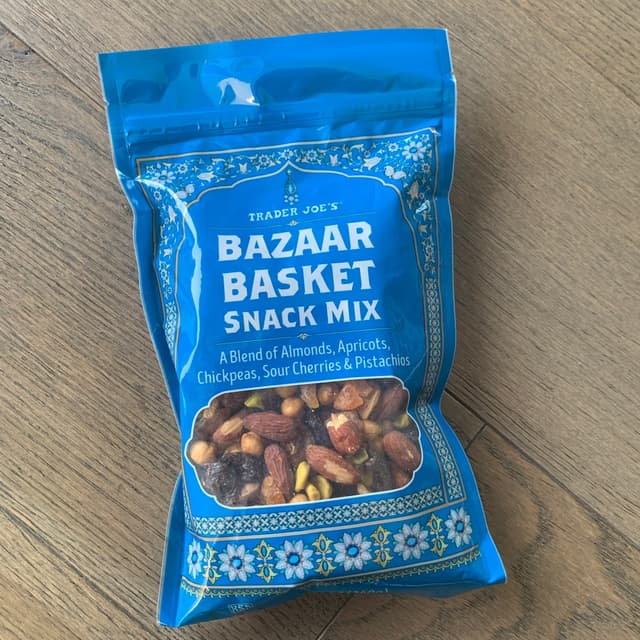 TRADER JOE'S
BAZAAR
BASKET
SNACK MIX
A Blend of Almonds, Apricots,
Chickpeas, Sour Cherries & Pistachios